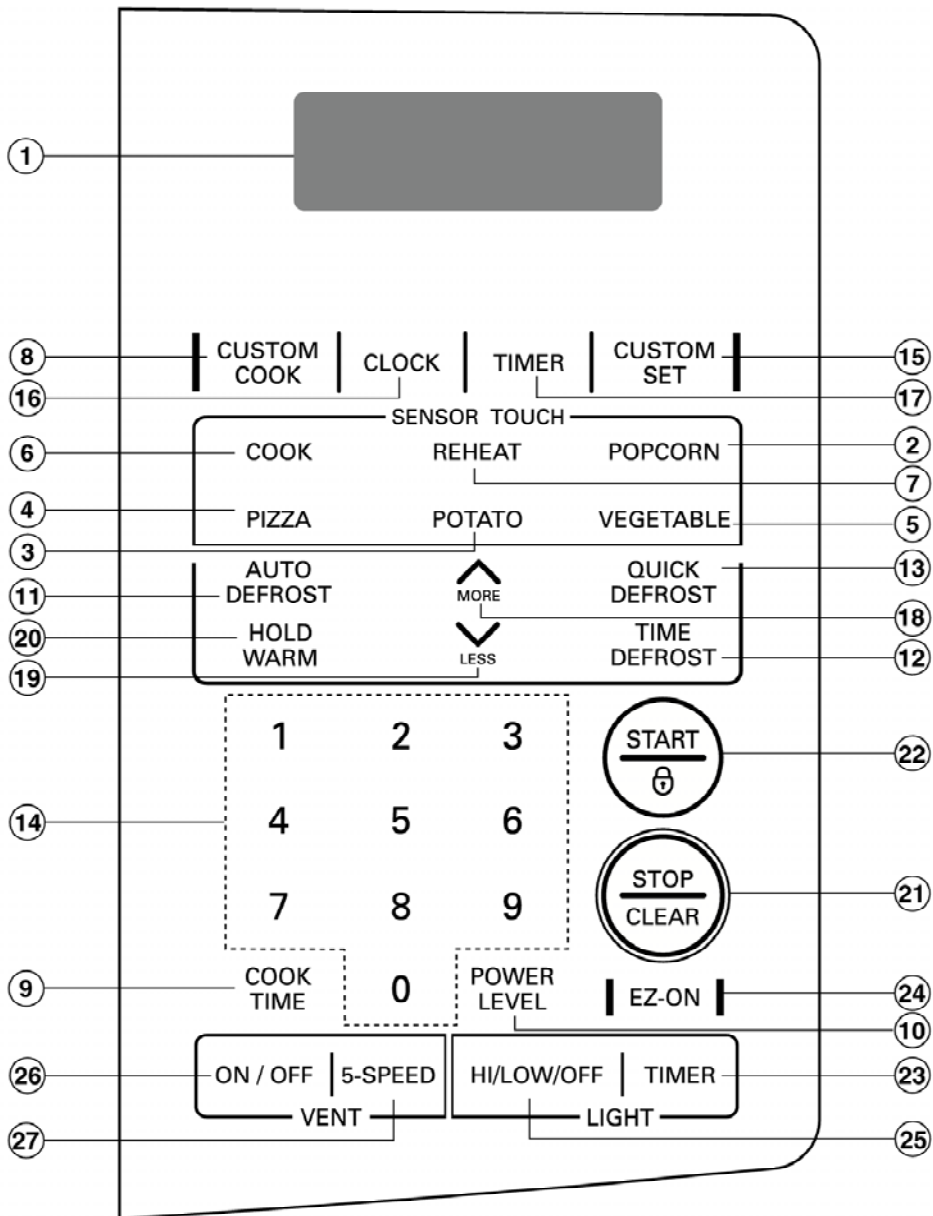 1
8
CUSTOM
COOK
CLOCK
TIMER
CUSTOM
SET
15
16
17
SENSOR TOUCH
6
COOK
REHEAT
POPCORN
2
7
4
PIZZA
POTATO
VEGETABLE
5
3
AUTO
DEFROST
MORE
QUICK
DEFROST
13
11
18
20
HOLD
WARM
LESS
TIME
DEFROST
12
19
1 2 3
START
22
14
4 5 6
7 8 9
STOP
CLEAR
21
9
COOK
TIME
0
POWER
LEVEL
EZ-ON
24
10
26
ON / OFF
5-SPEED
HI/LOW/OFF
TIMER
23
VENT
LIGHT
27
25